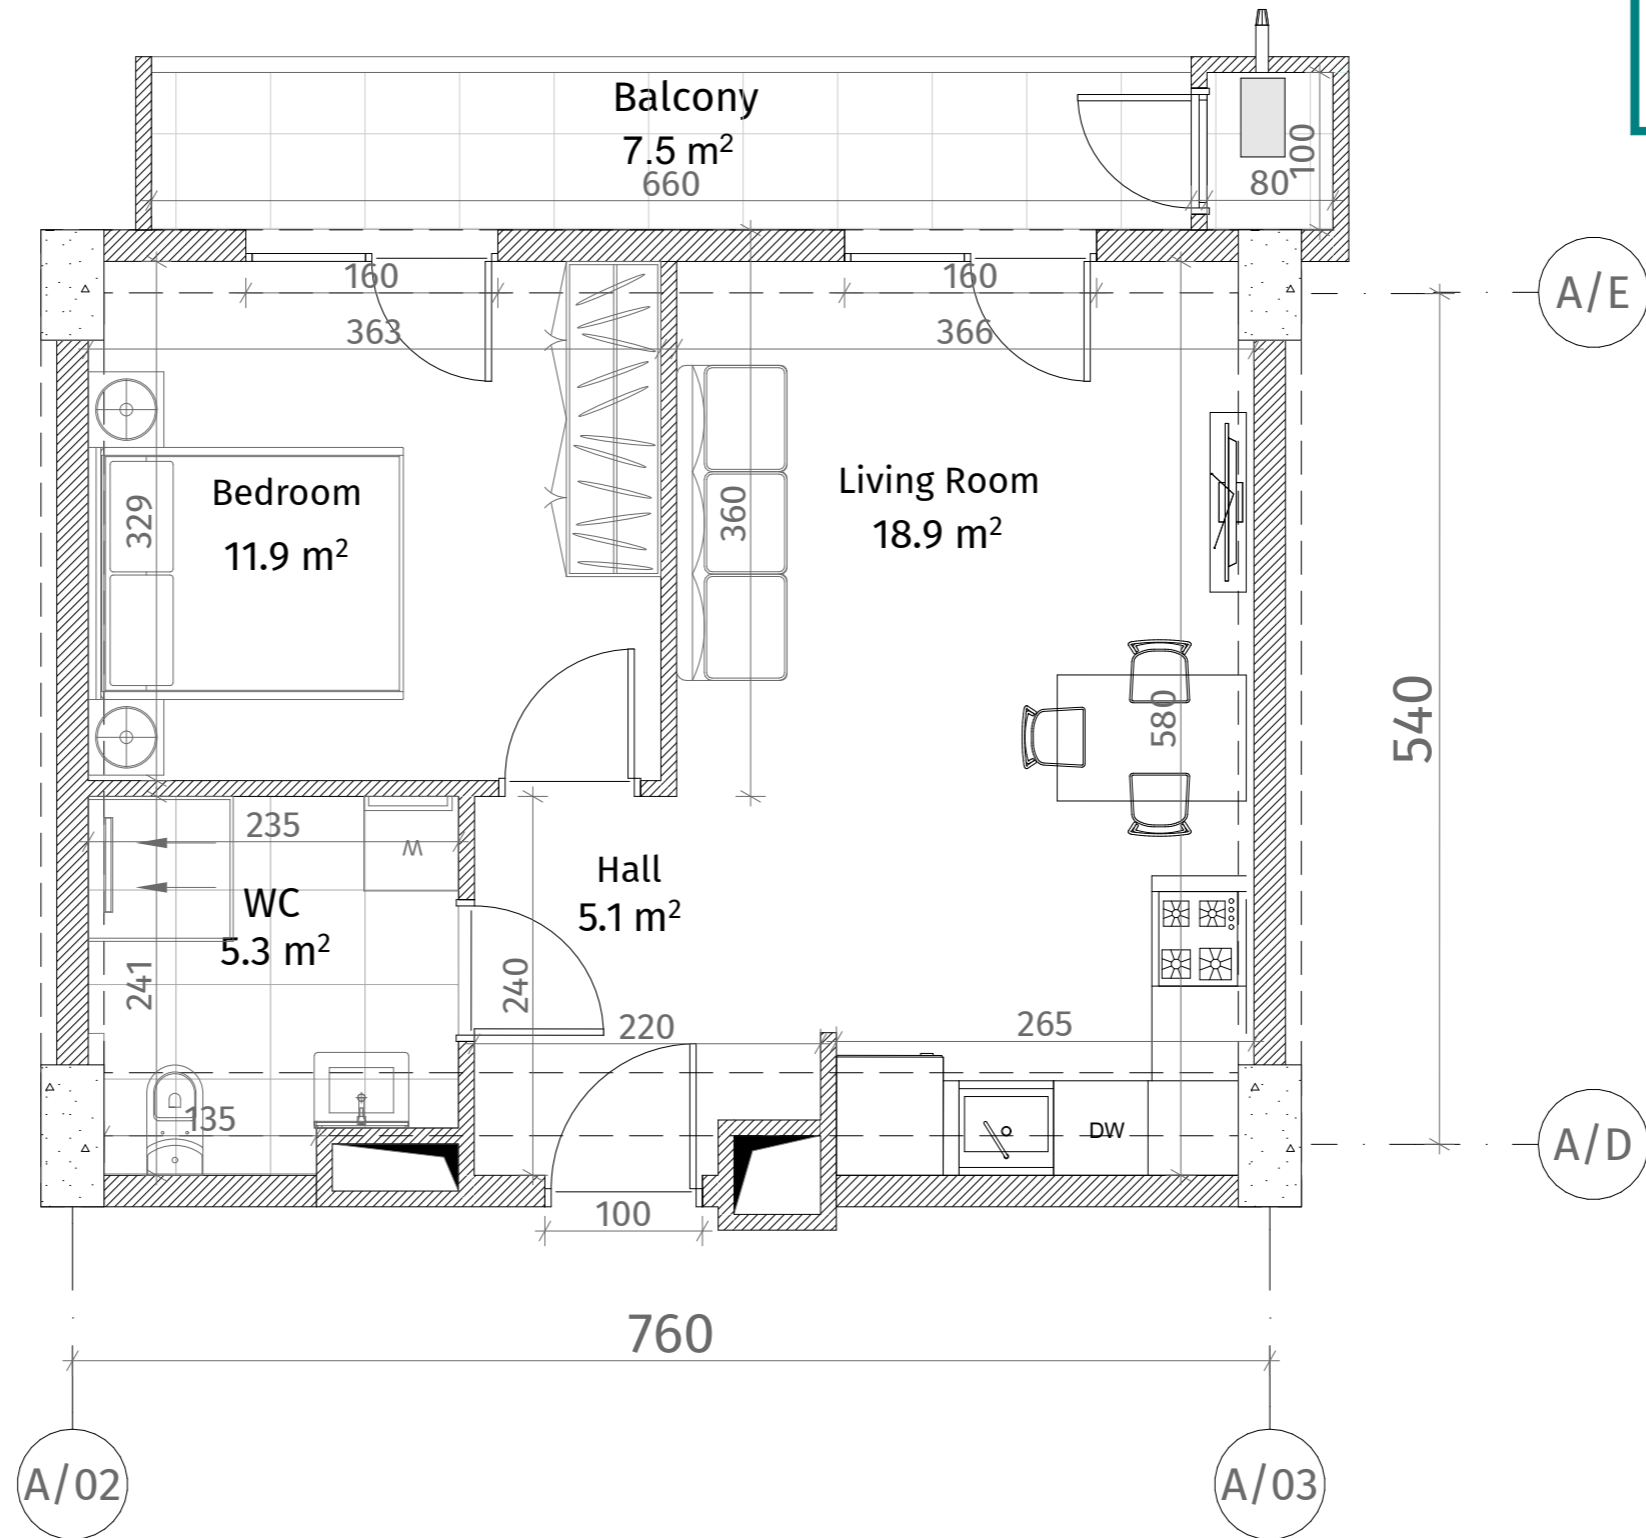 Balcony
7.5 m²
660
80
100
160
160
A/E
363
366
Bedroom
11.9 m²
329
360
Living Room
18.9 m²
580
540
235
W
WC
5.3 m²
241
Hall
5.1 m²
240
220
265
135
DW
A/D
100
760
A/02
A/03